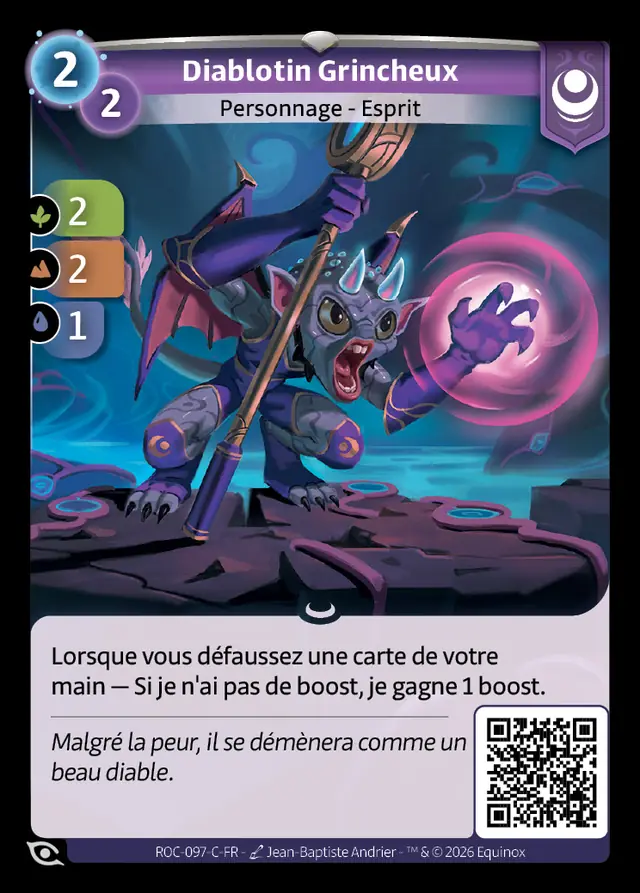 2
2
Diablotin Grincheux
Personnage - Esprit
2
2
1
Lorsque vous défaussez une carte de votre
main — Si je n'ai pas de boost, je gagne 1 boost.
Malgré la peur, il se démènera comme un
beau diable.
ROC-097-C-FR - Jean-Baptiste Andrier - ™ & © 2026 Equinox